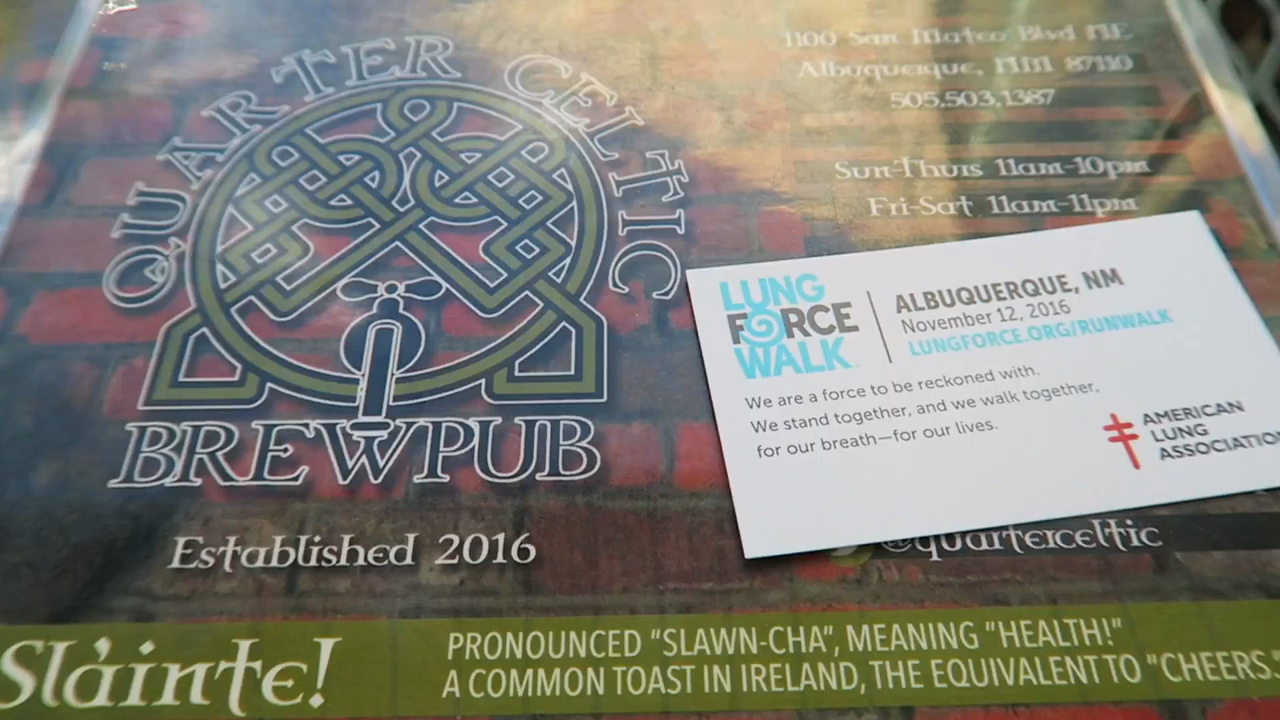 QUARTER CELTIC
BREWPUB
Established 2016
1100 San Mateo Blvd NE
Albuquerque, NM 87110
505.503.1387
Sun-Thurs 11am-10pm
Fri-Sat 11am-11pm
LUNG
FORCE
WALK
ALBUQUERQUE, NM
November 12, 2016
LUNGFORCE.ORG/RUNWALK
We are a force to be reckoned with.
We stand together, and we walk together,
for our breath—for our lives.
AMERICAN
LUNG
ASSOCIATION
@quarterceltic
Sláinte!
PRONOUNCED "SLAWN-CHA", MEANING "HEALTH!"
A COMMON TOAST IN IRELAND, THE EQUIVALENT TO "CHEERS.